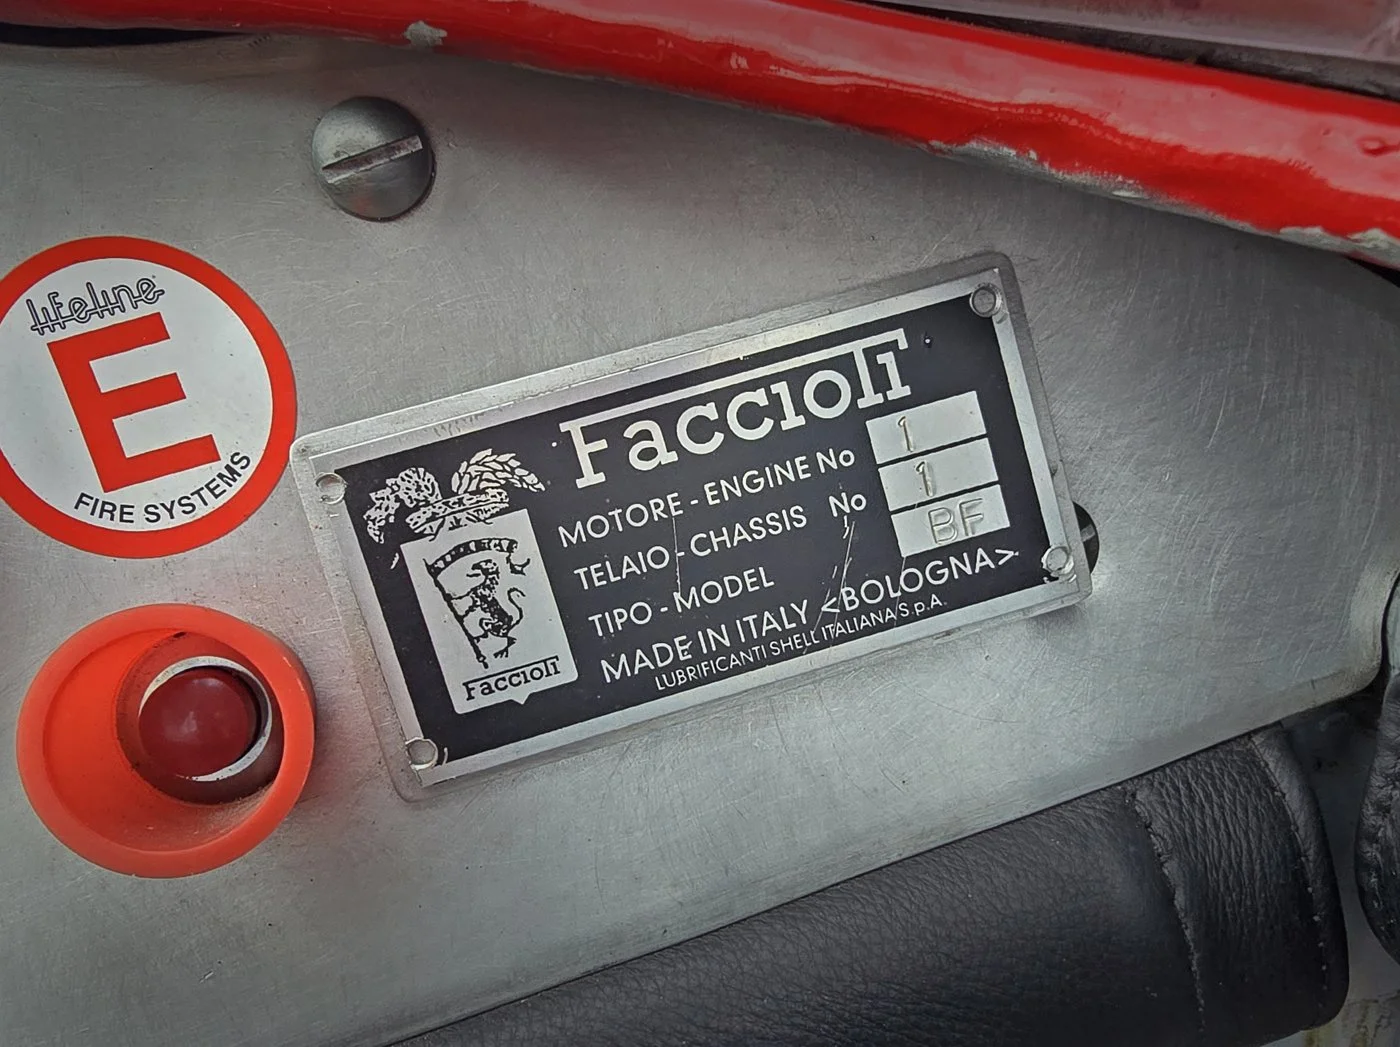 lifeline
E
FIRE SYSTEMS
Faccioli
MOTORE - ENGINE No 1
TELAIO - CHASSIS No 1
TIPO - MODEL BF
MADE IN ITALY <BOLOGNA>
LUBRIFICANTI SHELL ITALIANA S.p.A.
Faccioli